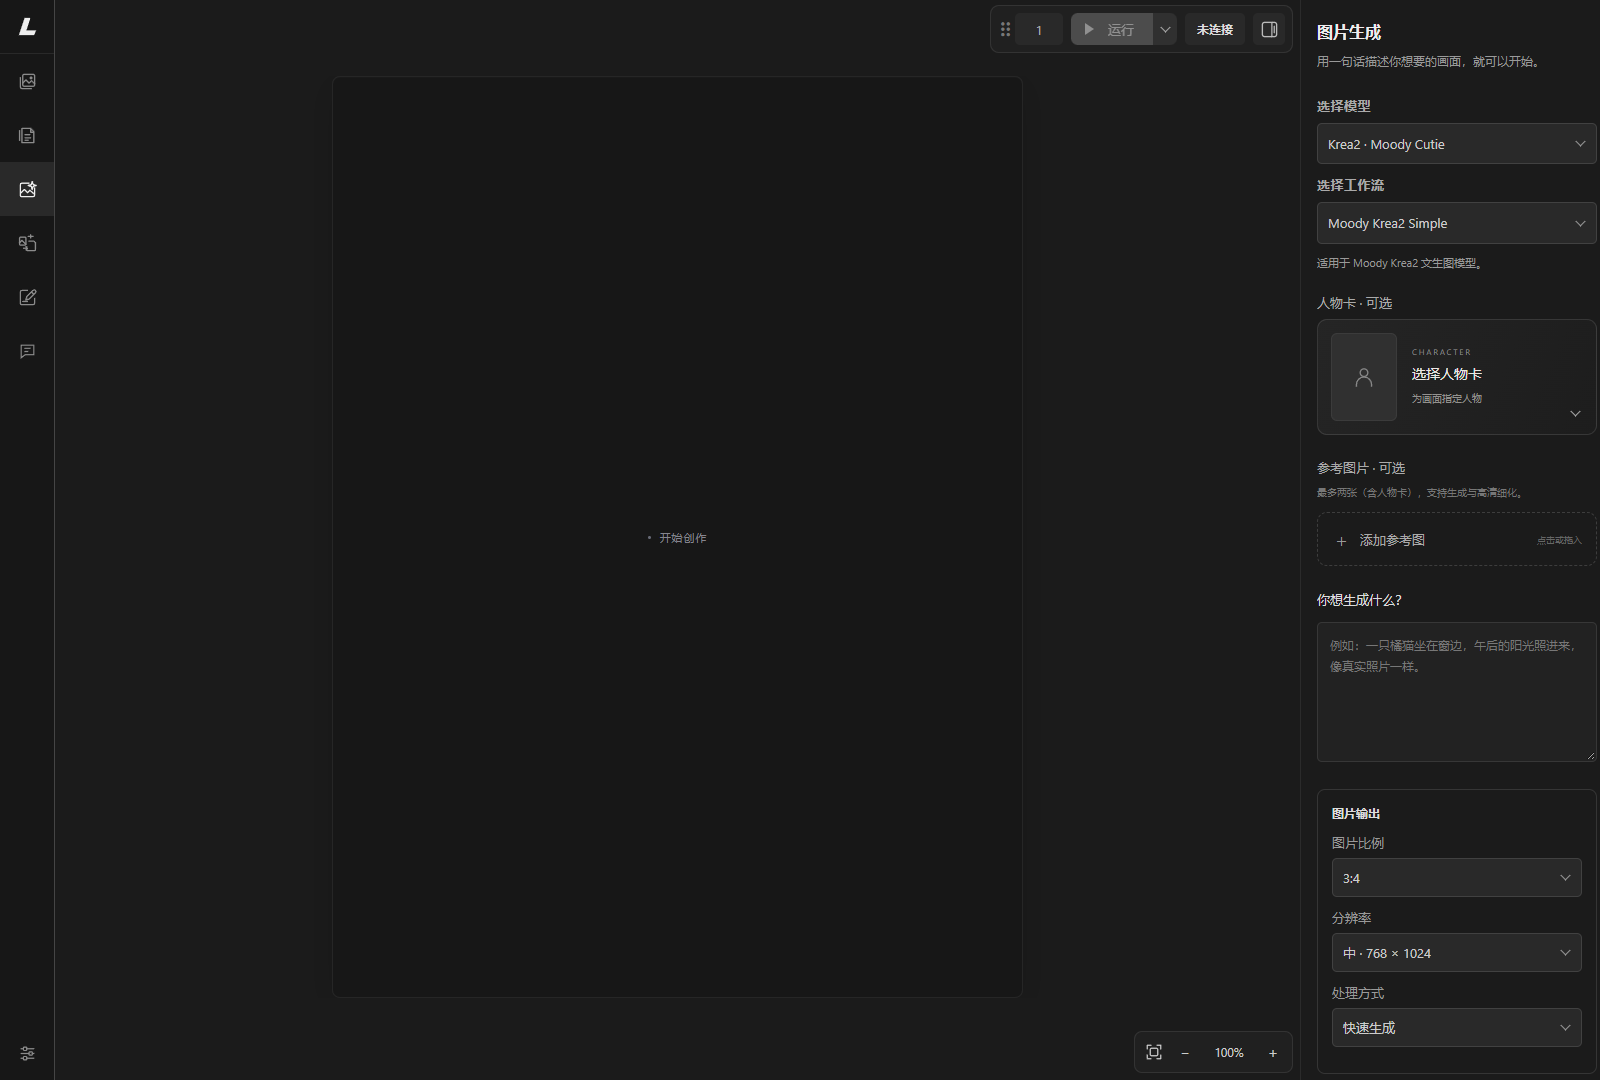 L
1
运行
未连接
开始创作
100%
图片生成
用一句话描述你想要的画面，就可以开始。
选择模型
Krea2 · Moody Cutie
选择工作流
Moody Krea2 Simple
适用于 Moody Krea2 文生图模型。
人物卡 · 可选
CHARACTER
选择人物卡
为画面指定人物
参考图片 · 可选
最多两张（含人物卡），支持生成与高清细化。
添加参考图
点击或拖入
你想生成什么？
例如：一只橘猫坐在窗边，午后的阳光照进来，
像真实照片一样。
图片输出
图片比例
3:4
分辨率
中 · 768 × 1024
处理方式
快速生成